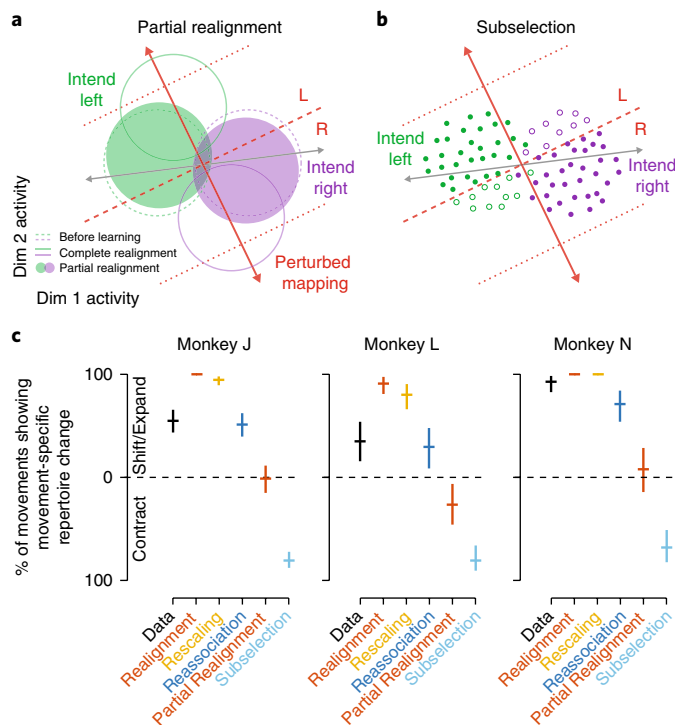 a
Partial realignment
Intend
left
L
R
Intend
right
Before learning
Complete realignment
Partial realignment
Perturbed
mapping
Dim 2 activity
Dim 1 activity
b
Subselection
Intend
left
L
R
Intend
right
c
Monkey J
Monkey L
Monkey N
% of movements showing
movement-specific
repertoire change
Shift/Expand
Contract
100
0
100
Data
Realignment
Rescaling
Reassociation
Partial Realignment
Subselection
Data
Realignment
Rescaling
Reassociation
Partial Realignment
Subselection
Data
Realignment
Rescaling
Reassociation
Partial Realignment
Subselection